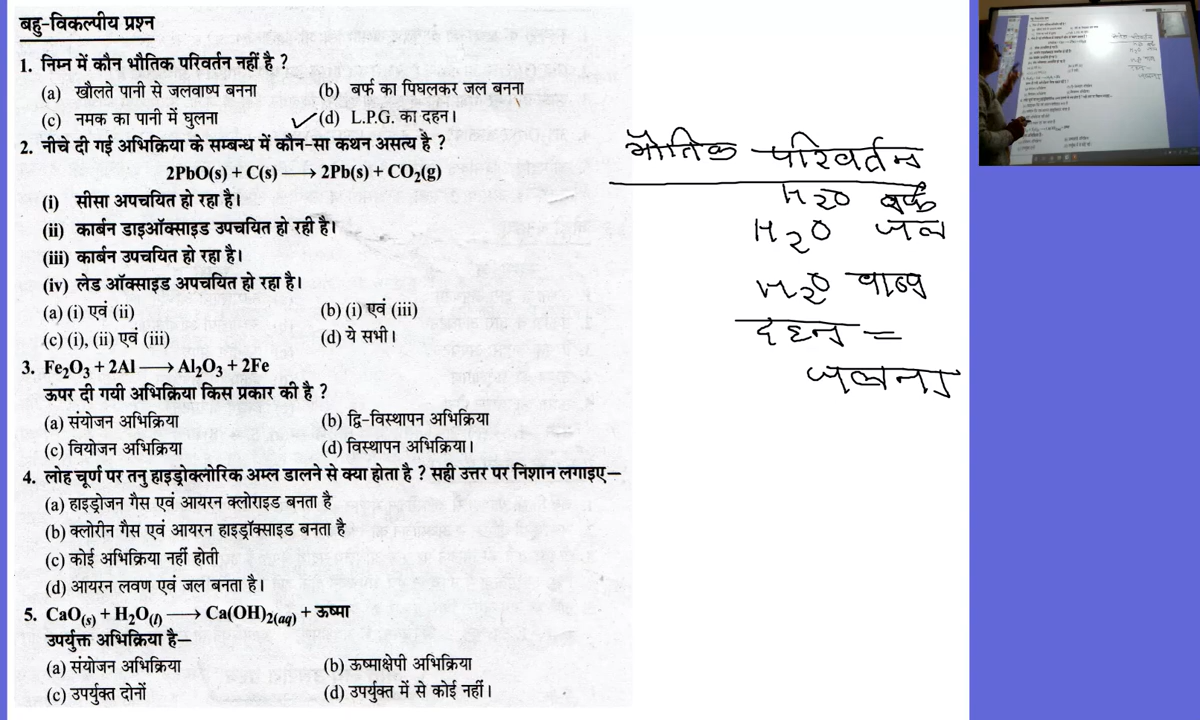 बहु-विकल्पीय प्रश्न
1. निम्न में कौन भौतिक परिवर्तन नहीं है ?
(a) खौलते पानी से जलवाष्प बनना (b) बर्फ का पिघलकर जल बनना
(c) नमक का पानी में घुलना ✓(d) L.P.G. का दहन।
2. नीचे दी गई अभिक्रिया के सम्बन्ध में कौन-सा कथन असत्य है ?
2PbO(s) + C(s) ⟶ 2Pb(s) + CO₂(g)
(i) सीसा अपचयित हो रहा है।
(ii) कार्बन डाइऑक्साइड उपचयित हो रही है।
(iii) कार्बन उपचयित हो रहा है।
(iv) लेड ऑक्साइड अपचयित हो रहा है।
(a) (i) एवं (ii) (b) (i) एवं (iii)
(c) (i), (ii) एवं (iii) (d) ये सभी।
3. Fe₂O₃ + 2Al ⟶ Al₂O₃ + 2Fe
ऊपर दी गयी अभिक्रिया किस प्रकार की है ?
(a) संयोजन अभिक्रिया (b) द्वि-विस्थापन अभिक्रिया
(c) वियोजन अभिक्रिया (d) विस्थापन अभिक्रिया।
4. लोह चूर्ण पर तनु हाइड्रोक्लोरिक अम्ल डालने से क्या होता है ? सही उत्तर पर निशान लगाइए—
(a) हाइड्रोजन गैस एवं आयरन क्लोराइड बनता है
(b) क्लोरीन गैस एवं आयरन हाइड्रॉक्साइड बनता है
(c) कोई अभिक्रिया नहीं होती
(d) आयरन लवण एवं जल बनता है।
5. CaO(s) + H₂O(l) ⟶ Ca(OH)₂(aq) + ऊष्मा
उपर्युक्त अभिक्रिया है—
(a) संयोजन अभिक्रिया (b) ऊष्माक्षेपी अभिक्रिया
(c) उपर्युक्त दोनों (d) उपर्युक्त में से कोई नहीं।
भौतिक परिवर्तन
H₂O बर्फ
H₂O जल
H₂O वाष्प
दहन =
जलना